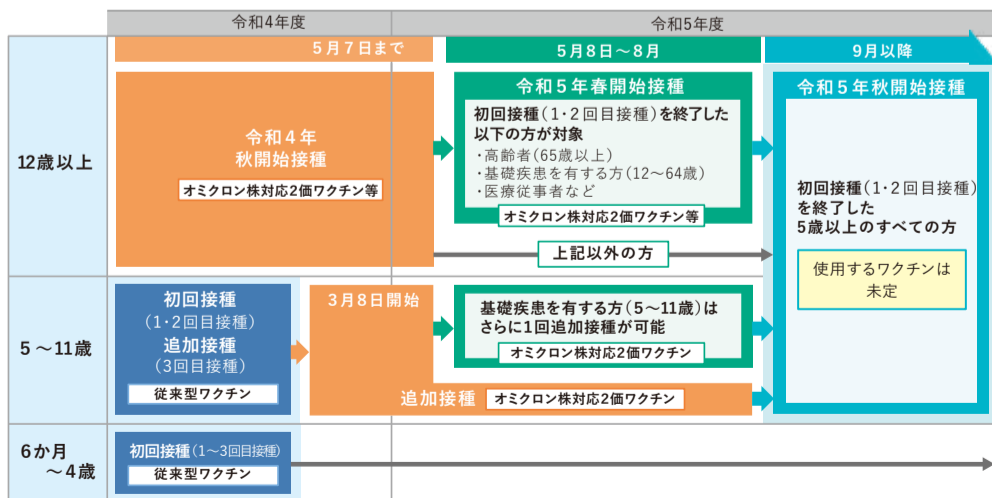 令和4年度
令和5年度
5月7日まで
5月8日～8月
9月以降
12歳以上
令和4年
秋開始接種
オミクロン株対応2価ワクチン等
令和5年春開始接種
初回接種(1・2回目接種)を終了した
以下の方が対象
・高齢者(65歳以上)
・基礎疾患を有する方(12～64歳)
・医療従事者など
オミクロン株対応2価ワクチン等
上記以外の方
令和5年秋開始接種
初回接種(1・2回目接種)
を終了した
5歳以上のすべての方
使用するワクチンは
未定
5～11歳
初回接種
(1・2回目接種)
追加接種
(3回目接種)
従来型ワクチン
3月8日開始
基礎疾患を有する方(5～11歳)は
さらに1回追加接種が可能
オミクロン株対応2価ワクチン
追加接種 オミクロン株対応2価ワクチン
6か月
～4歳
初回接種(1～3回目接種)
従来型ワクチン